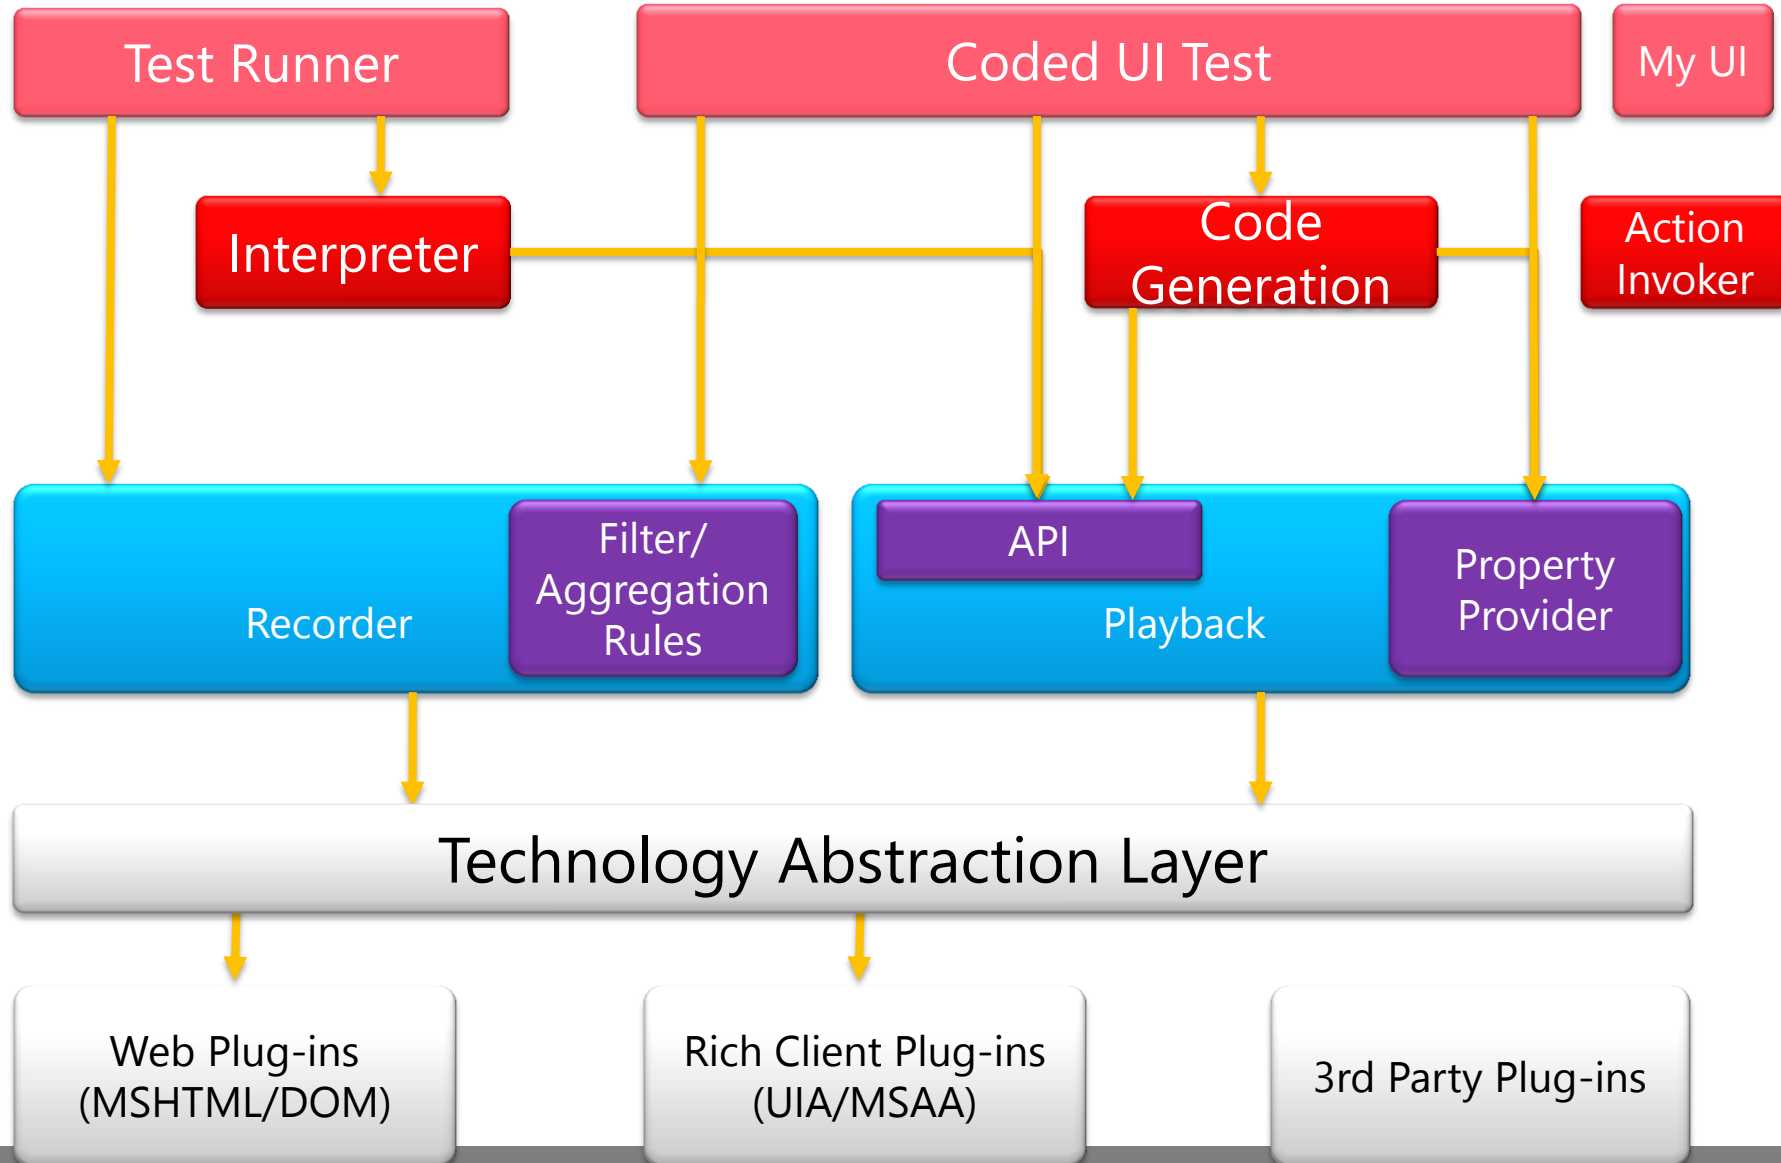 Test Runner
Coded UI Test
My UI
Interpreter
Code
Generation
Action
Invoker
Recorder
Filter/
Aggregation
Rules
API
Playback
Property
Provider
Technology Abstraction Layer
Web Plug-ins
(MSHTML/DOM)
Rich Client Plug-ins
(UIA/MSAA)
3rd Party Plug-ins